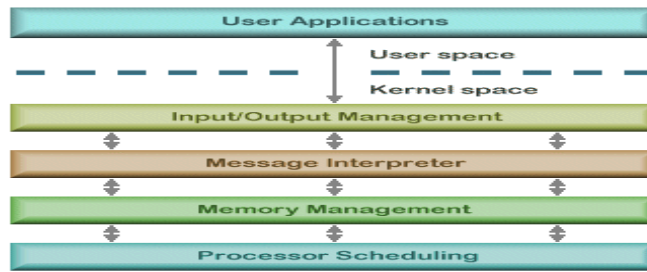 User Applications
User space
Kernel space
Input/Output Management
Message Interpreter
Memory Management
Processor Scheduling